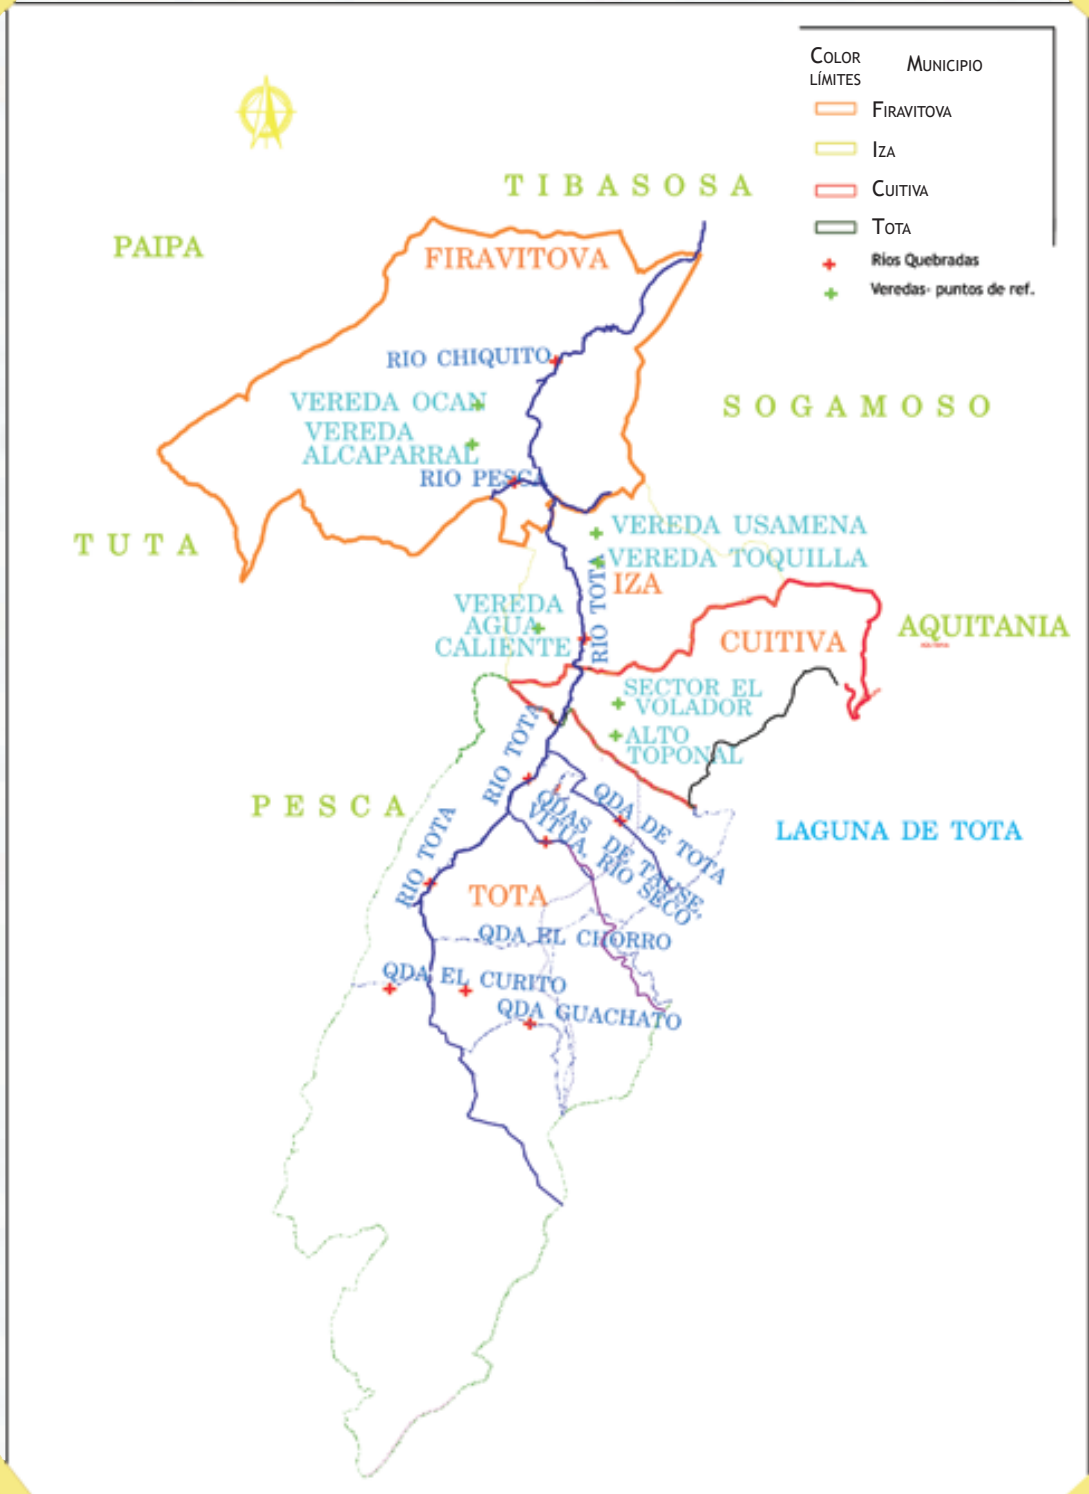 COLOR
LÍMITES
MUNICIPIO
FIRAVITOVA
IZA
CUITIVA
TOTA
Ríos Quebradas
Veredas- puntos de ref.
TIBASOSA
PAIPA
FIRAVITOVA
RIO CHIQUITO
VEREDA OCAN
SOGAMOSO
VEREDA
ALCAPARRAL
RIO PESCA
TUTA
VEREDA USAMENA
VEREDA TOQUILLA
IZA
RIO TOTA
VEREDA
AGUA
CALIENTE
AQUITANIA
CUITIVA
SECTOR EL
VOLADOR
ALTO
TOPONAL
RIO TOTA
PESCA
QDA DE TOTA
QDAS DE TAUSE,
VITUA, RIO SECO
LAGUNA DE TOTA
RIO TOTA
TOTA
QDA EL CHORRO
QDA EL CURITO
QDA GUACHATO